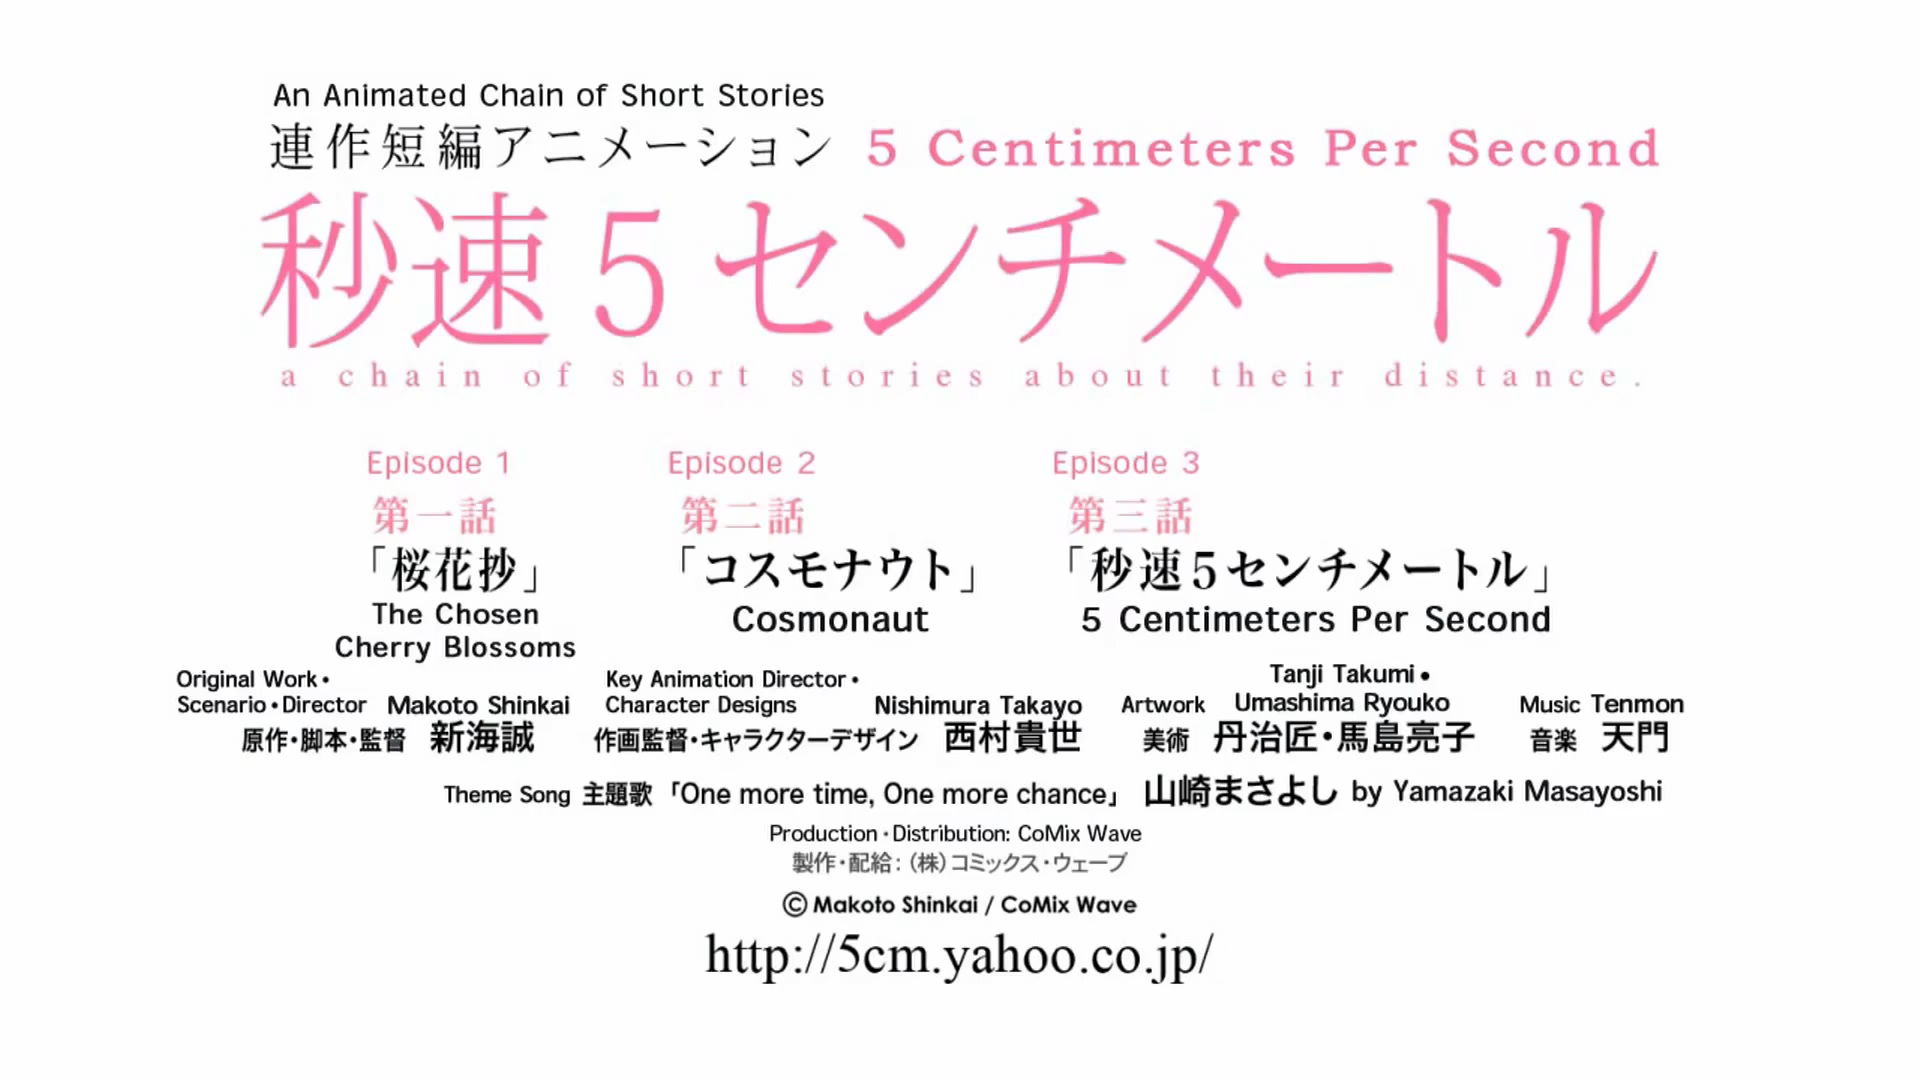 An Animated Chain of Short Stories
連作短編アニメーション 5 Centimeters Per Second
秒速５センチメートル
a chain of short stories about their distance.
Episode 1 Episode 2 Episode 3
第一話 第二話 第三話
「桜花抄」 「コスモナウト」 「秒速５センチメートル」
The Chosen
Cherry Blossoms
Cosmonaut 5 Centimeters Per Second
Original Work・
Scenario・Director Makoto Shinkai
Key Animation Director・
Character Designs Nishimura Takayo
Artwork Tanji Takumi・
Umashima Ryouko
Music Tenmon
原作・脚本・監督 新海誠 作画監督・キャラクターデザイン 西村貴世 美術 丹治匠・馬島亮子 音楽 天門
Theme Song 主題歌 「One more time, One more chance」 山崎まさよし by Yamazaki Masayoshi
Production・Distribution: CoMix Wave
製作・配給：（株）コミックス・ウェーブ
© Makoto Shinkai / CoMix Wave
http://5cm.yahoo.co.jp/